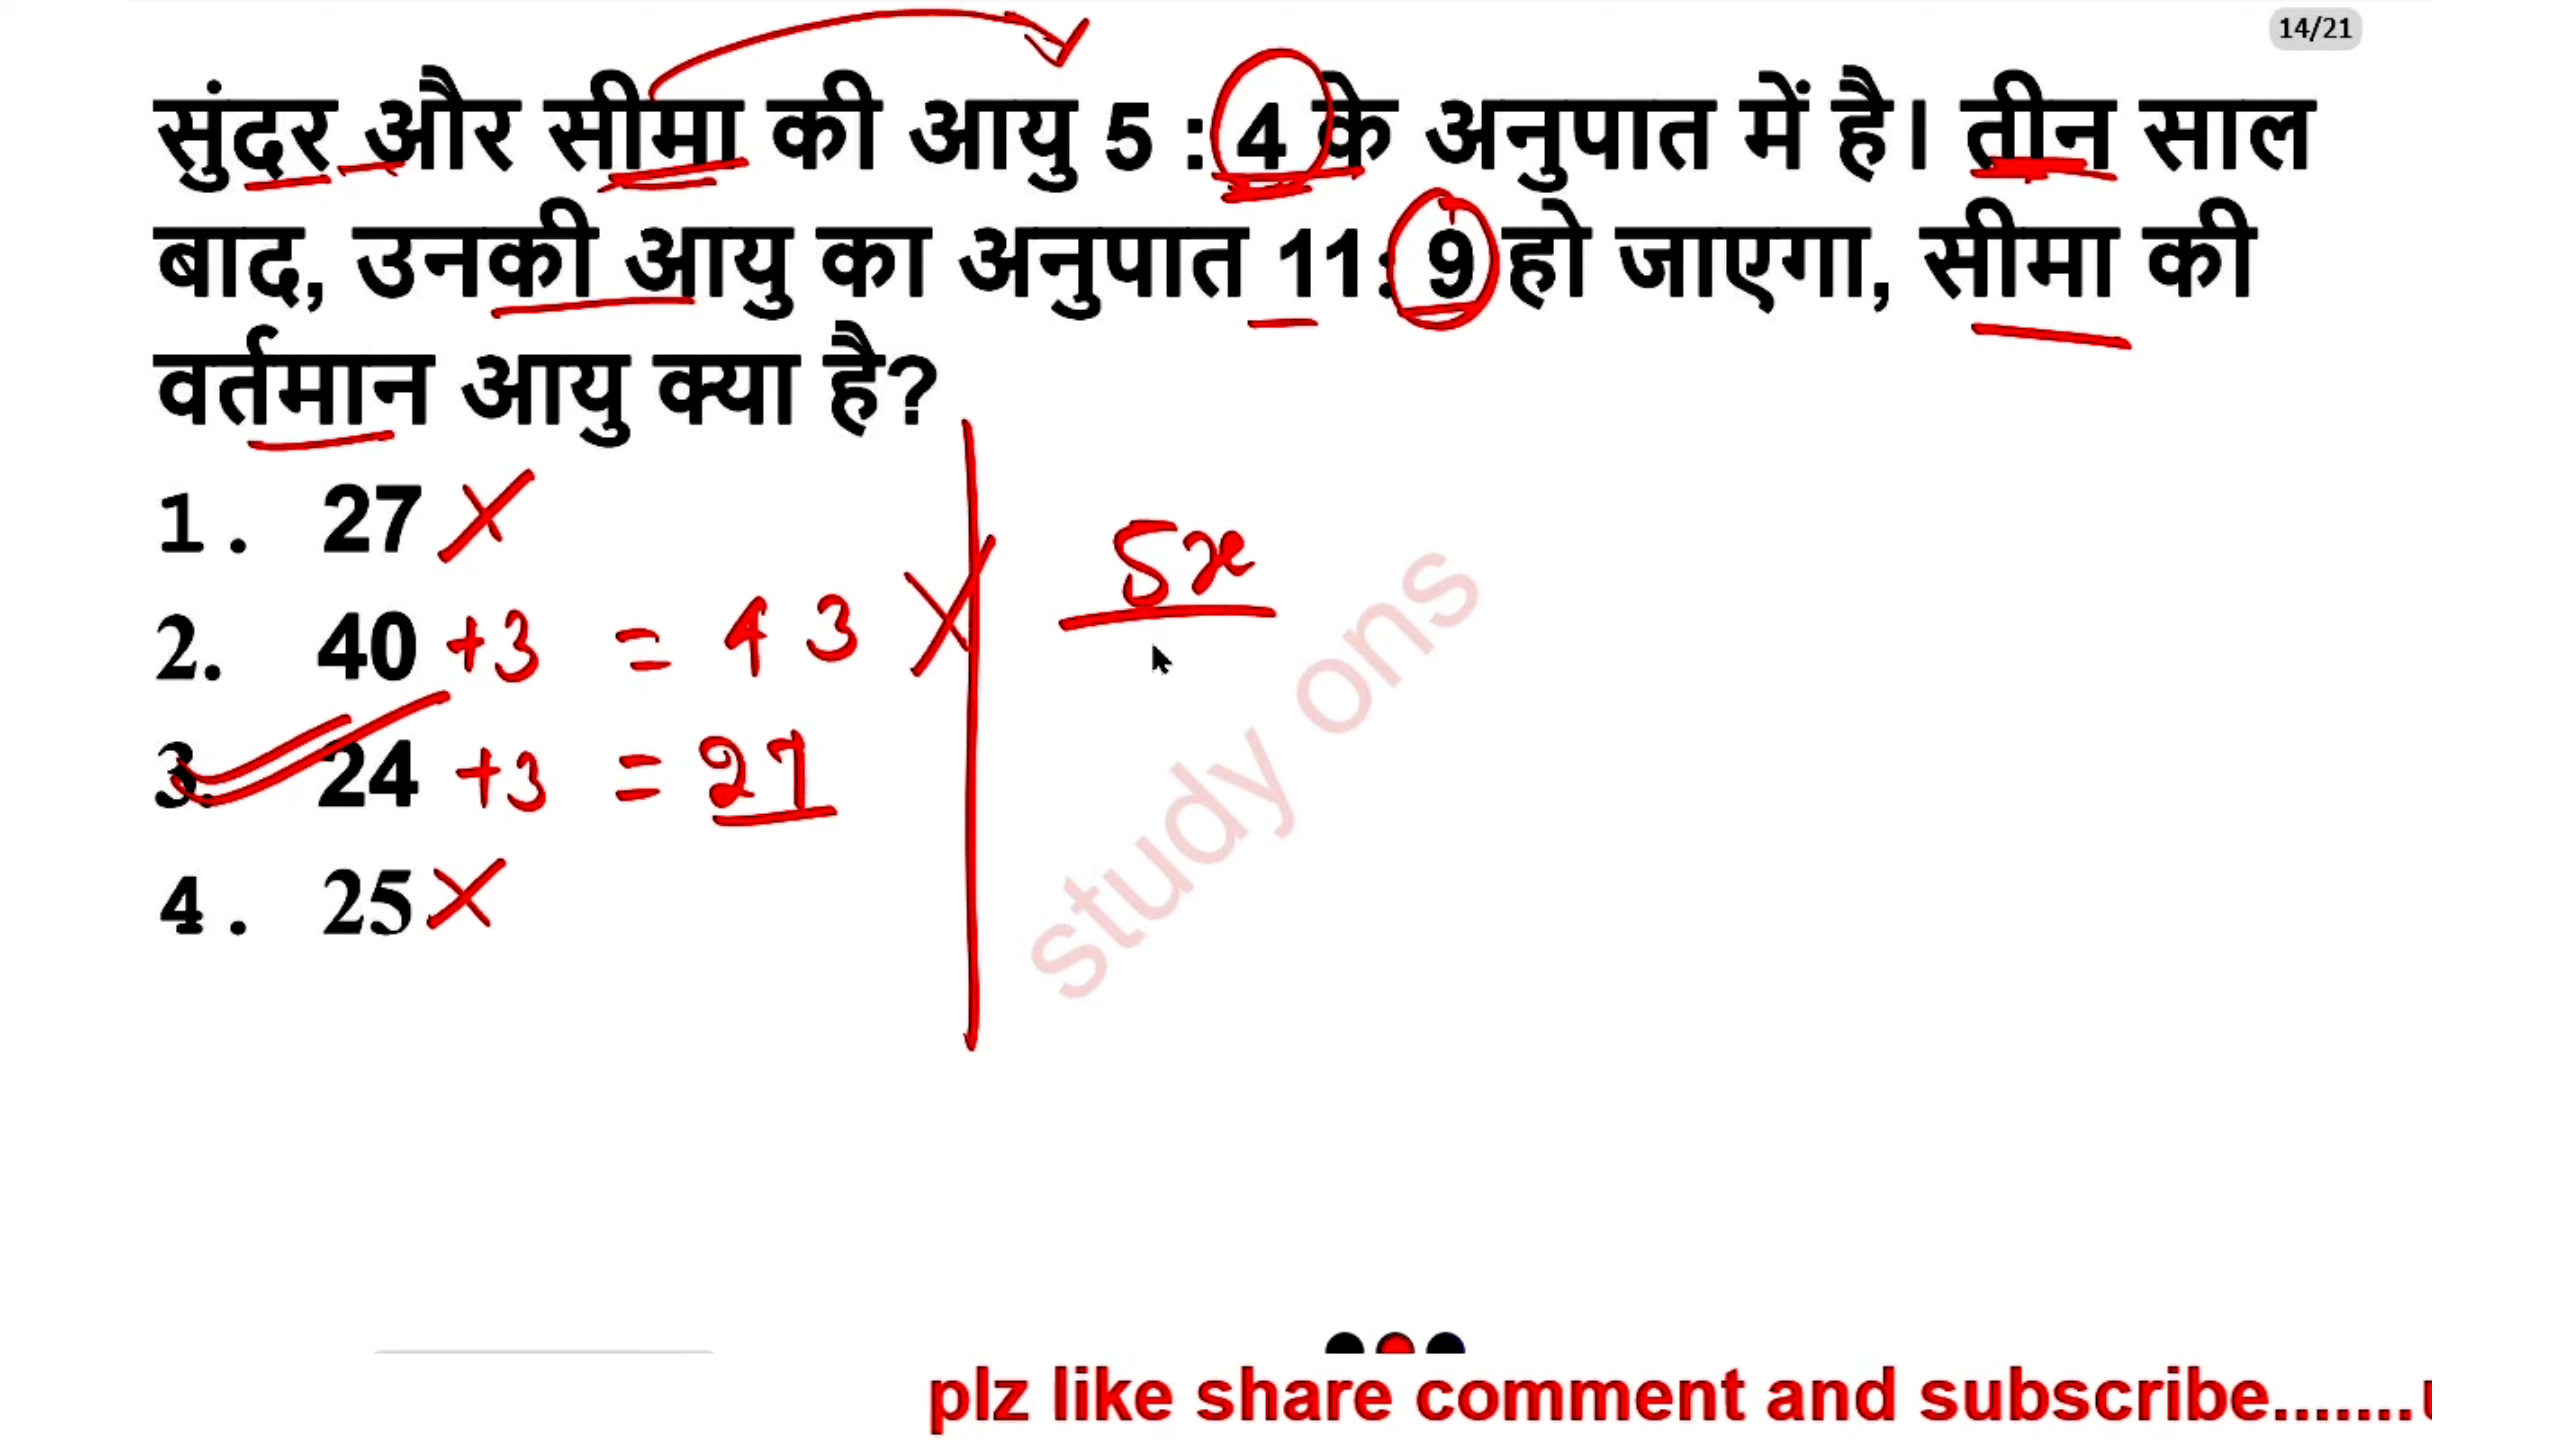 14/21
सुंदर और सीमा की आयु 5 : 4 के अनुपात में है। तीन साल
बाद, उनकी आयु का अनुपात 11: 9 हो जाएगा, सीमा की
वर्तमान आयु क्या है?
1. 27 X
2. 40 +3 = 43 X
3. 24 +3 = 27
4. 25 X
5x
study ons
plz like share comment and subscribe.......